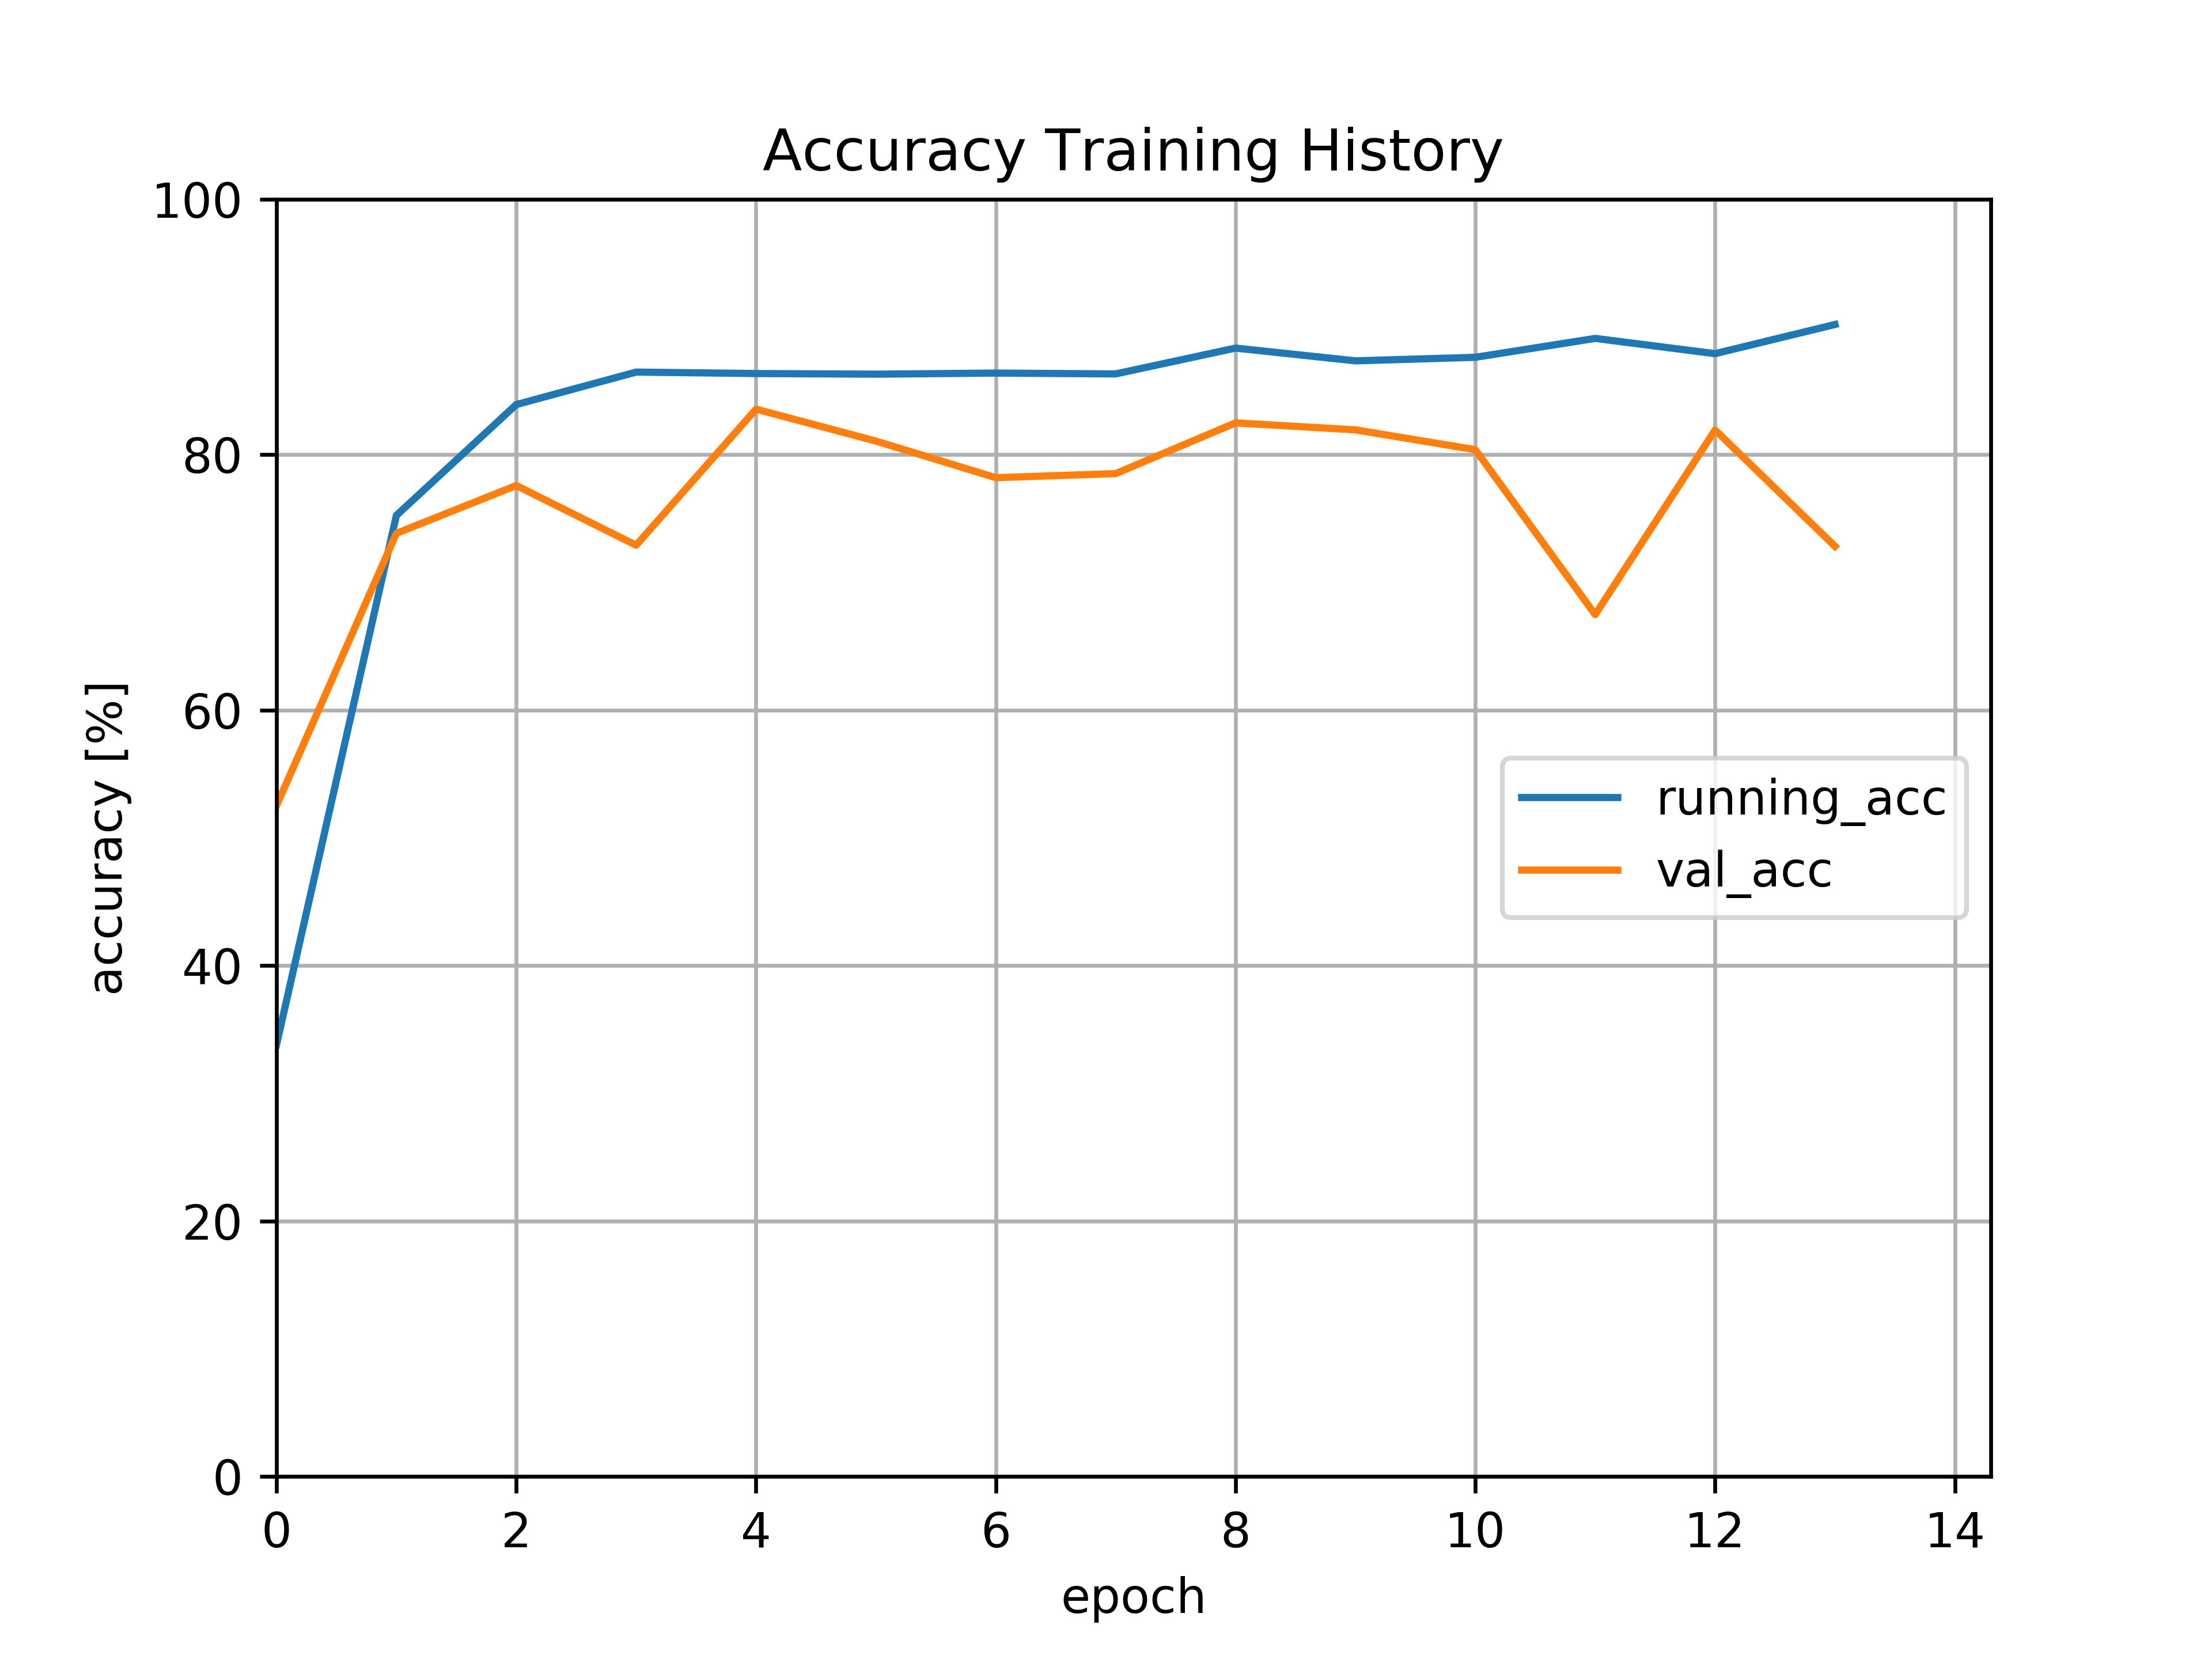 Accuracy Training History
100
80
60
40
20
0
accuracy [%]
running_acc
val_acc
0 2 4 6 8 10 12 14
epoch